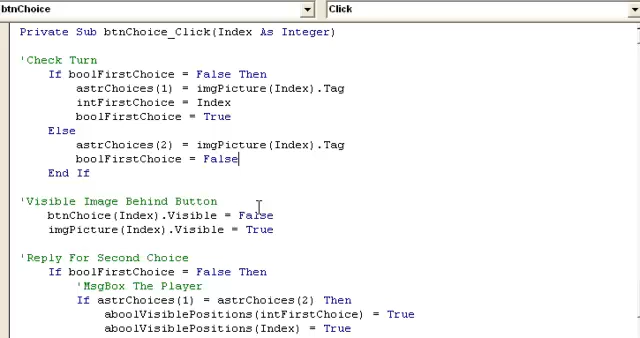 btnChoice Click
Private Sub btnChoice_Click(Index As Integer)
'Check Turn
If boolFirstChoice = False Then
astrChoices(1) = imgPicture(Index).Tag
intFirstChoice = Index
boolFirstChoice = True
Else
astrChoices(2) = imgPicture(Index).Tag
boolFirstChoice = False
End If
'Visible Image Behind Button
btnChoice(Index).Visible = False
imgPicture(Index).Visible = True
'Reply For Second Choice
If boolFirstChoice = False Then
'MsgBox The Player
If astrChoices(1) = astrChoices(2) Then
aboolVisiblePositions(intFirstChoice) = True
aboolVisiblePositions(Index) = True